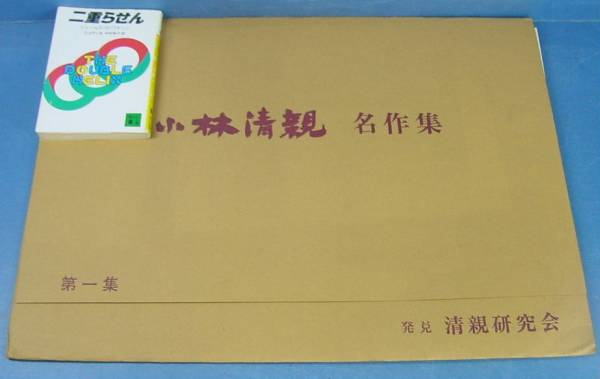 二重らせん
THE
DOUBLE
HELIX
小林清親 名作集
第一集
発兌 清親研究会